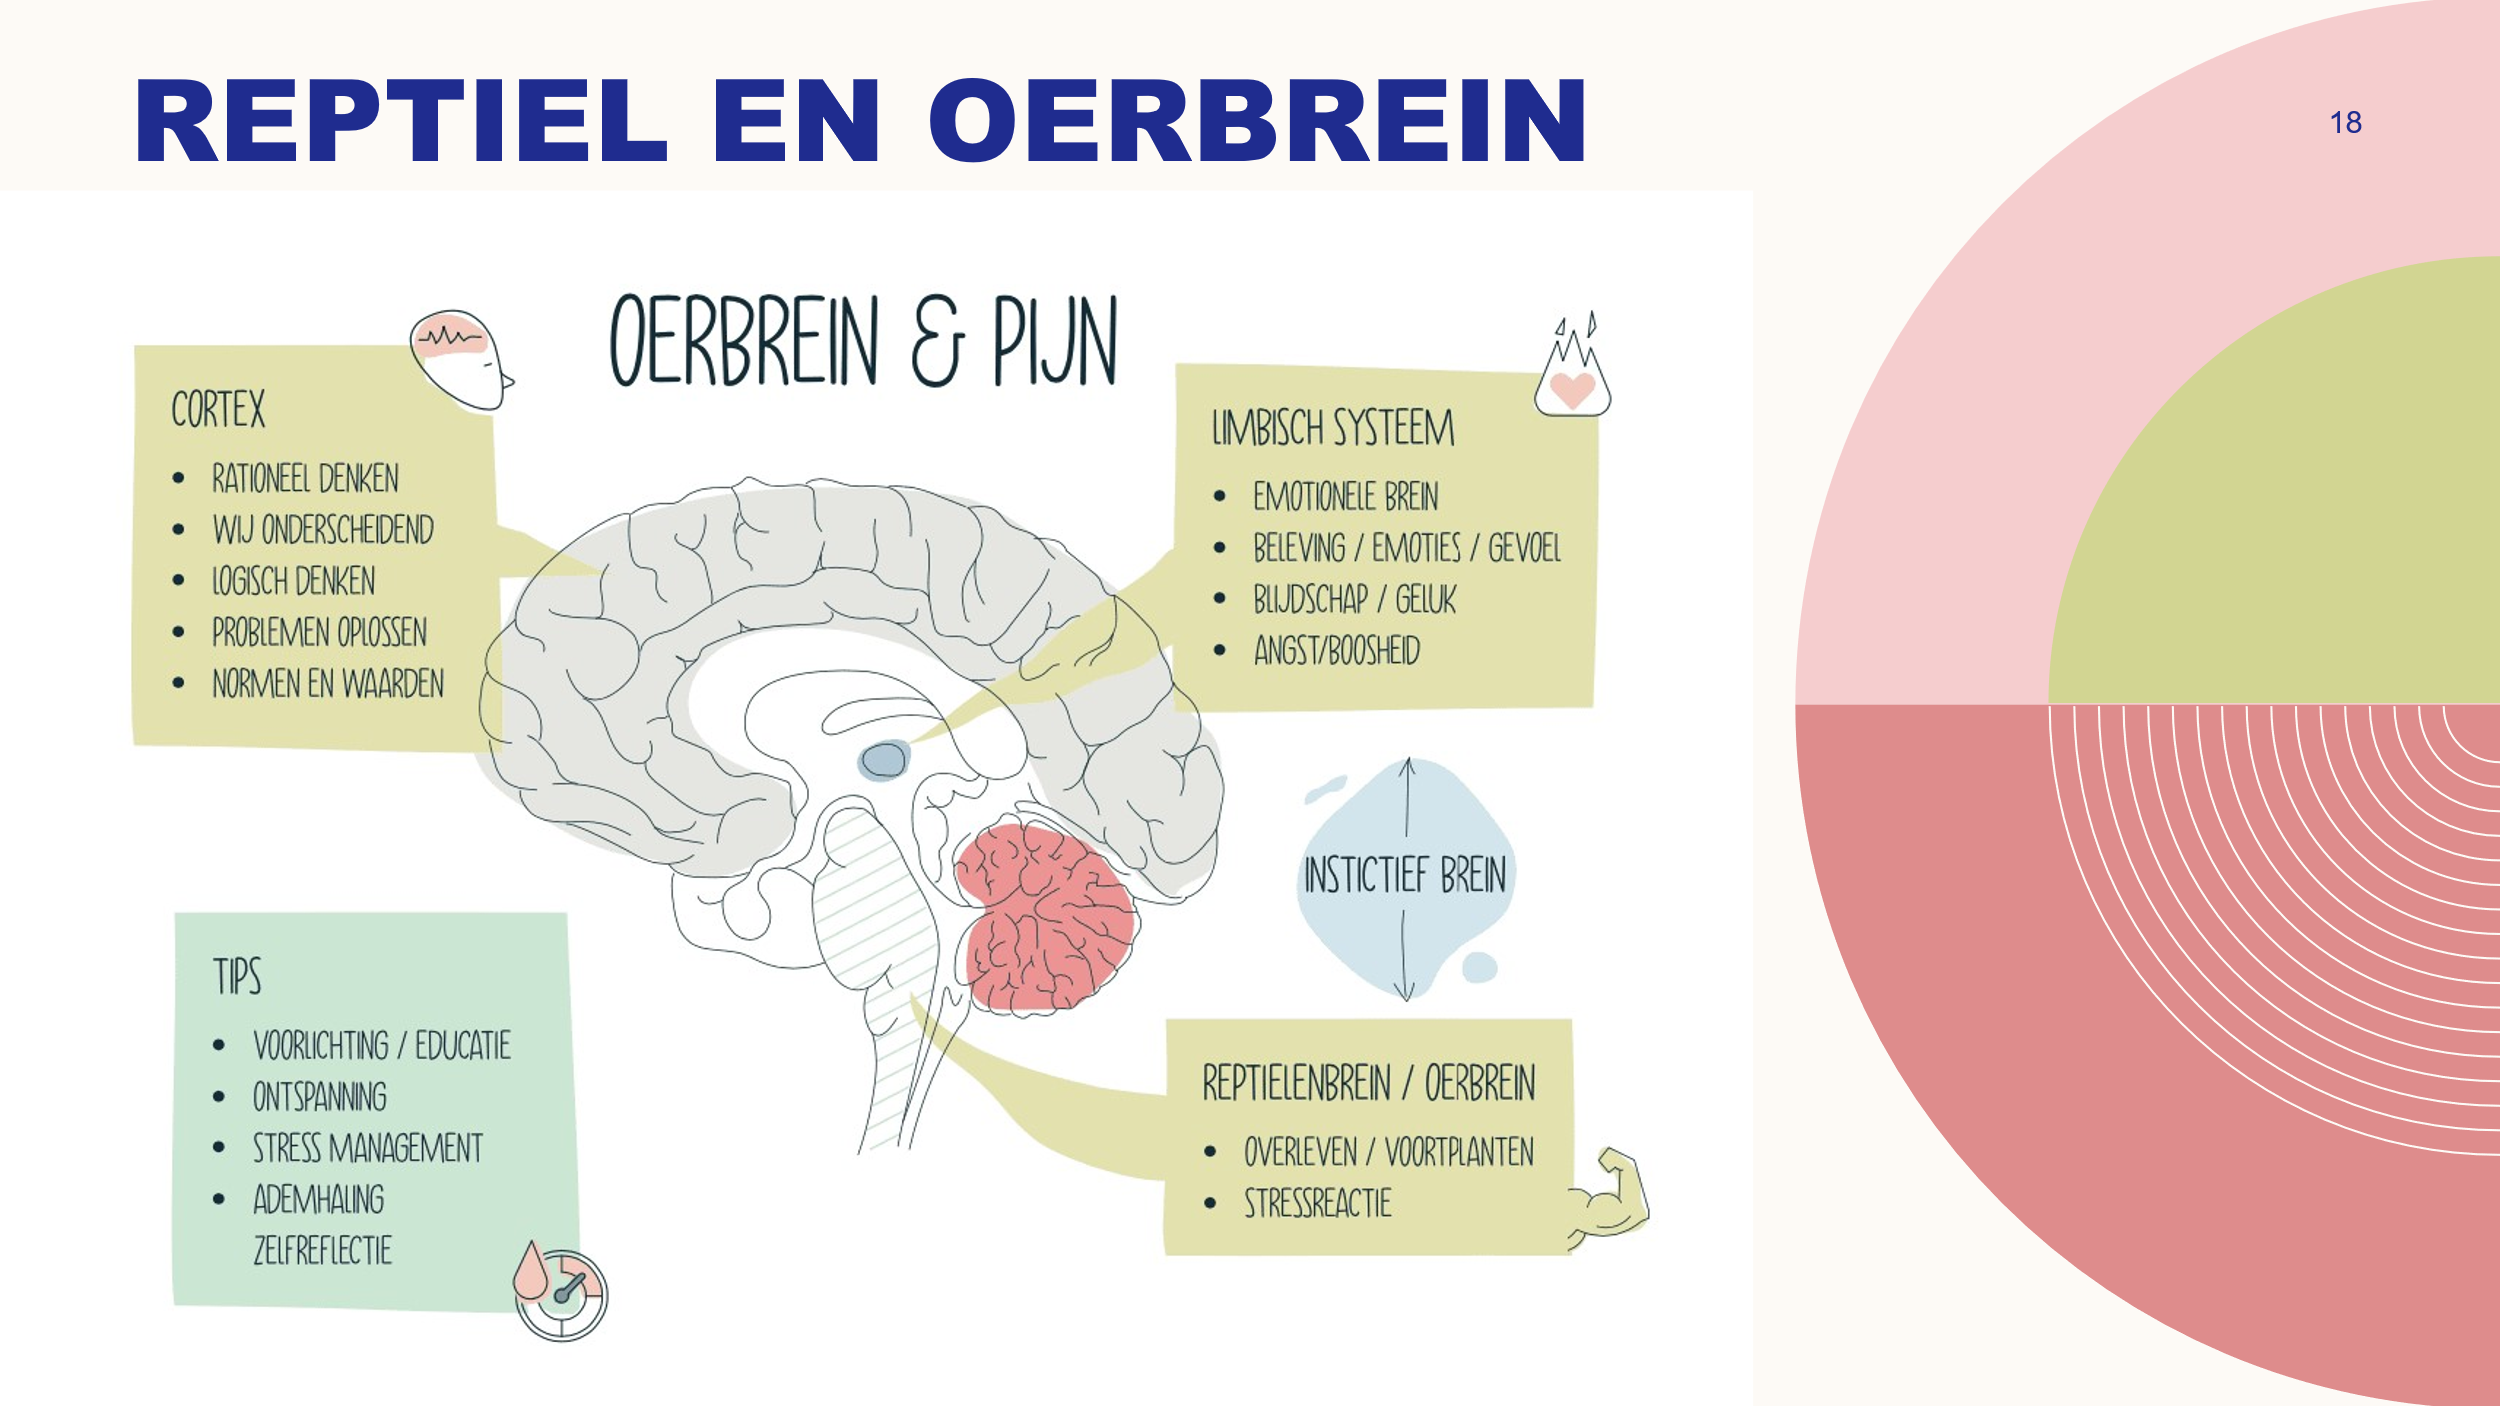 REPTIEL EN OERBREIN
18
OERBREIN & PIJN
CORTEX
• RATIONEEL DENKEN
• WIJ ONDERSCHEIDEND
• LOGISCH DENKEN
• PROBLEMEN OPLOSSEN
• NORMEN EN WAARDEN
LIMBISCH SYSTEEM
• EMOTIONELE BREIN
• BELEVING / EMOTIES / GEVOEL
• BLIJDSCHAP / GELUK
• ANGST/BOOSHEID
INSTICTIEF BREIN
TIPS
• VOORLICHTING / EDUCATIE
• ONTSPANNING
• STRESS MANAGEMENT
• ADEMHALING
ZELFREFLECTIE
REPTIELENBREIN / OERBREIN
• OVERLEVEN / VOORTPLANTEN
• STRESSREACTIE